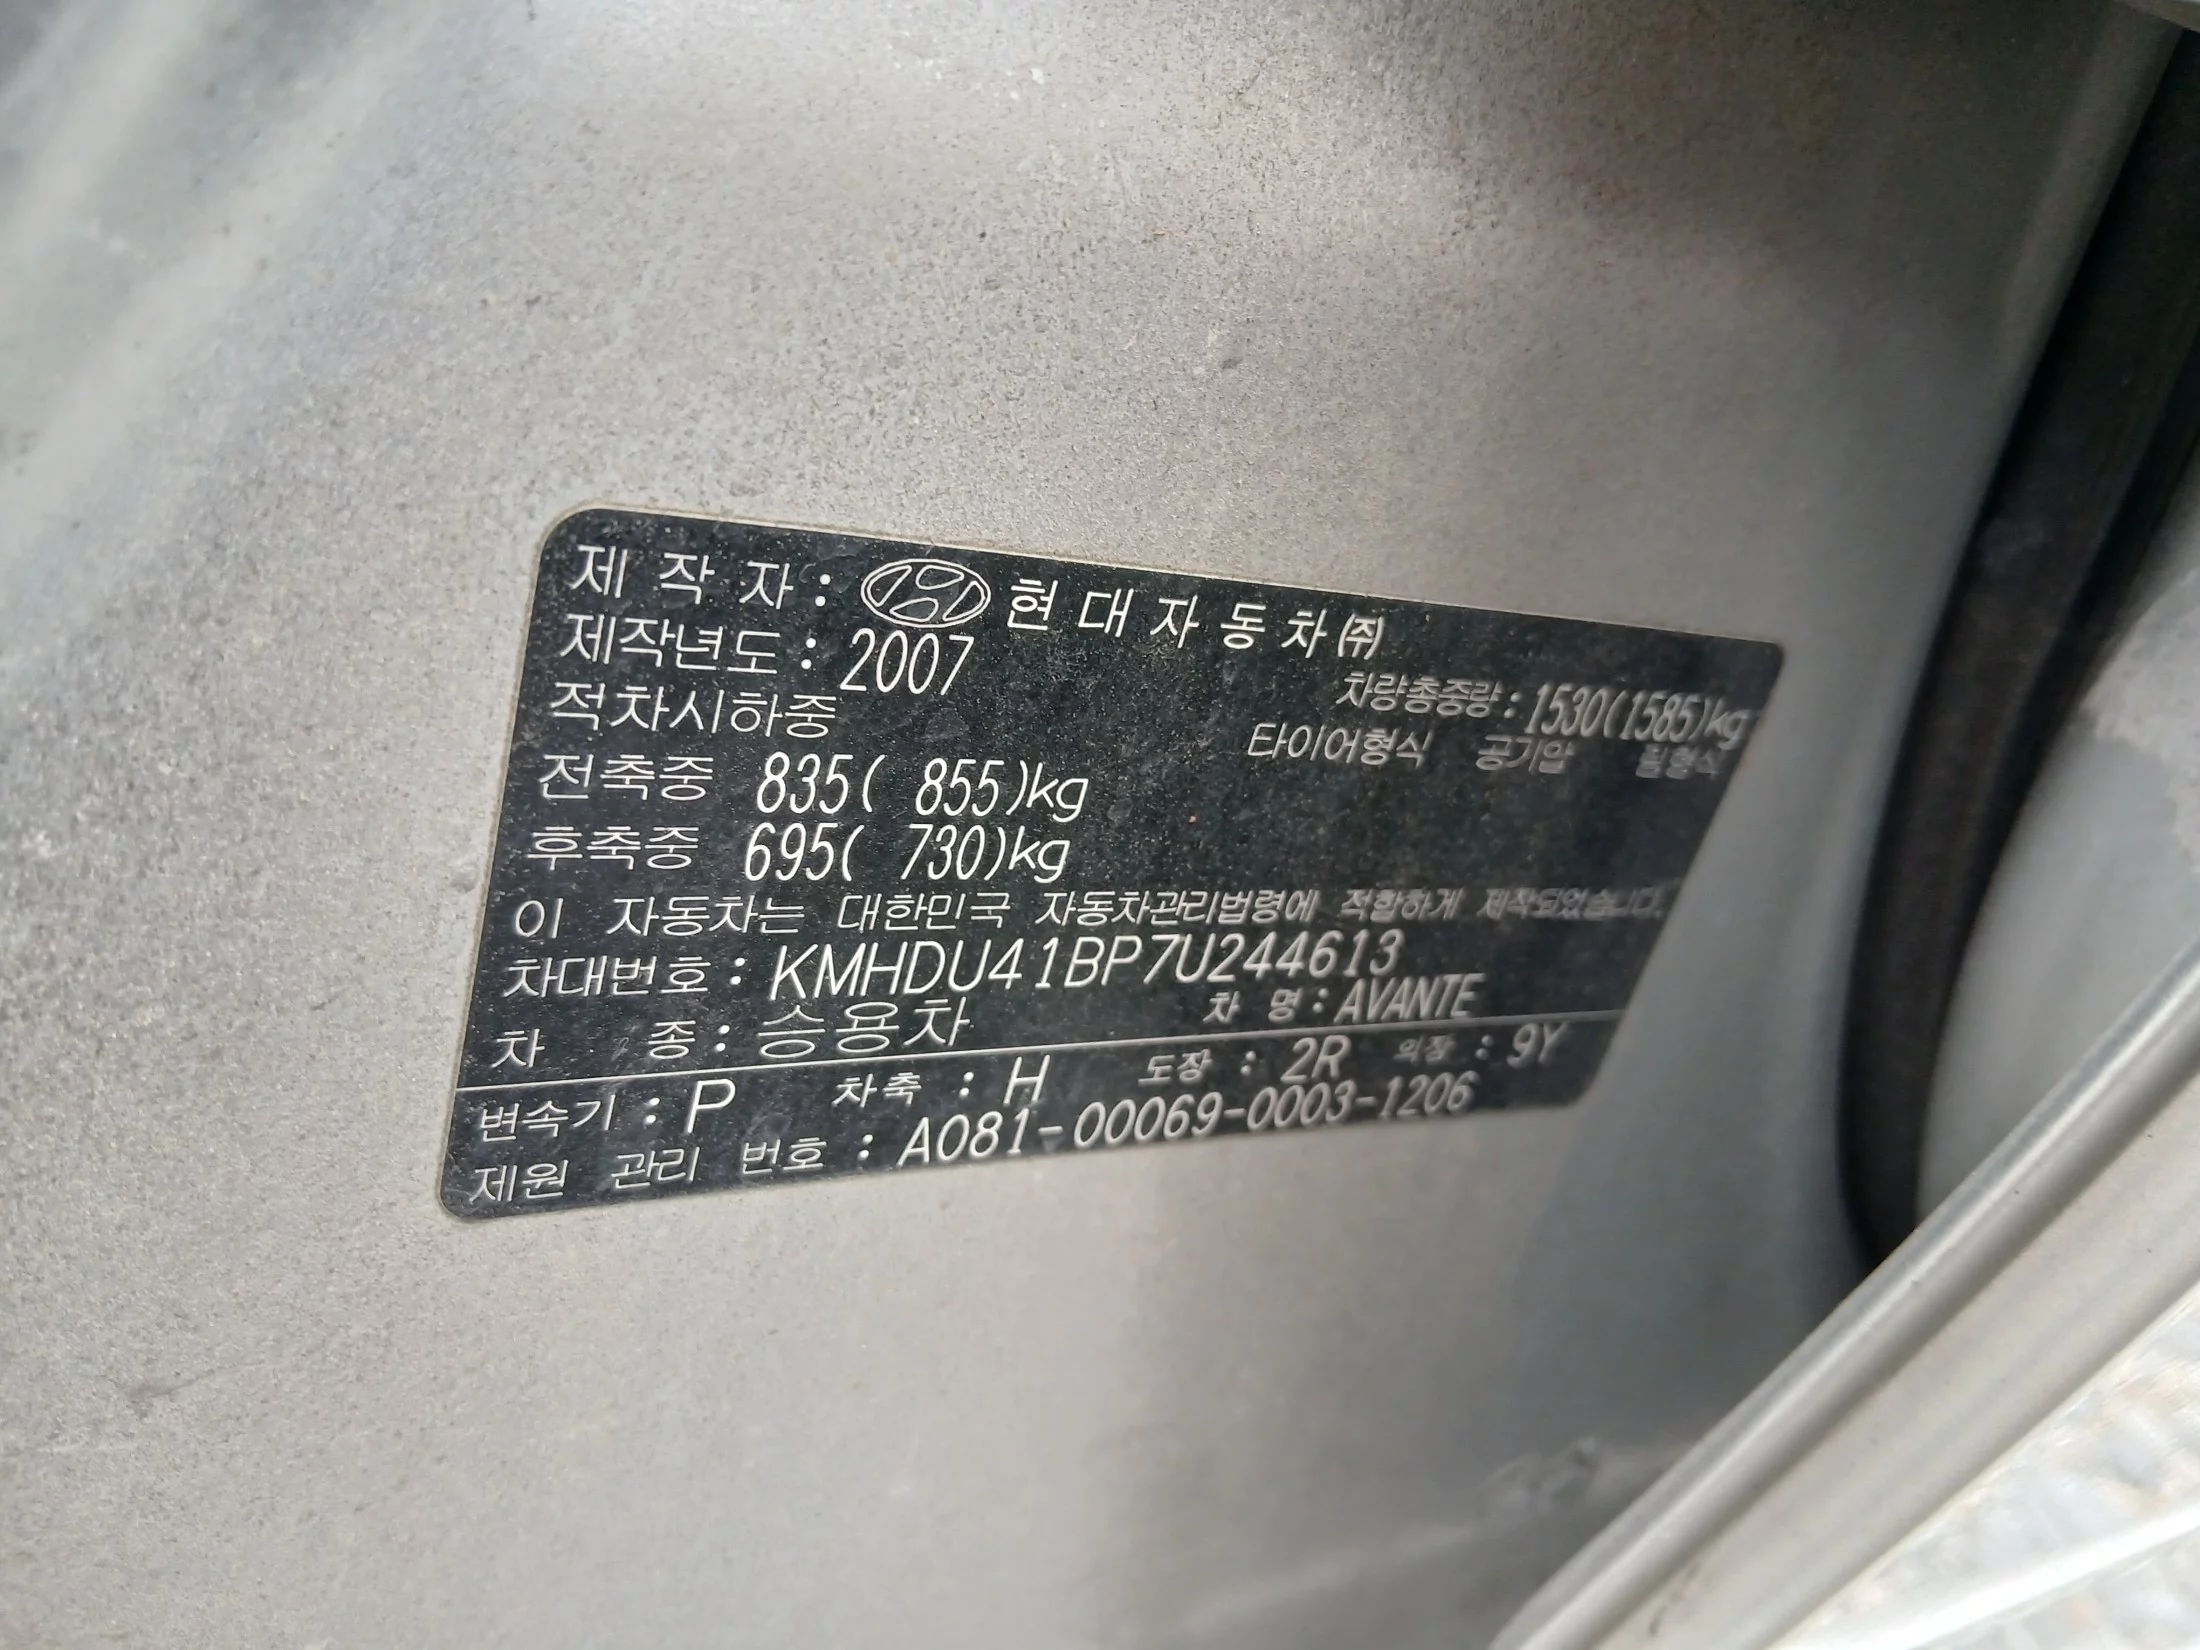 제 작 자 : 현 대 자 동 차 ㈜
제작년도 : 2007
적차시하중 차량총중량 : 1530(1585)kg
타이어형식 공기압 림형식
전축중 835( 855)kg
후축중 695( 730)kg
이 자동차는 대한민국 자동차관리법령에 적합하게 제작되었습니다.
차대번호 : KMHDU41BP7U244613
차 종 : 승용차 차 명 : AVANTE
변속기 : P 차축 : H 도장 : 2R 의장 : 9Y
제원 관리 번호 : A081-00069-0003-1206